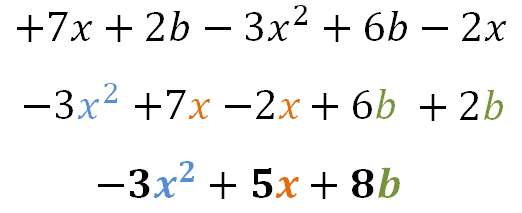 +7x + 2b − 3x² + 6b − 2x
−3x² +7x −2x + 6b + 2b
−3x² + 5x + 8b